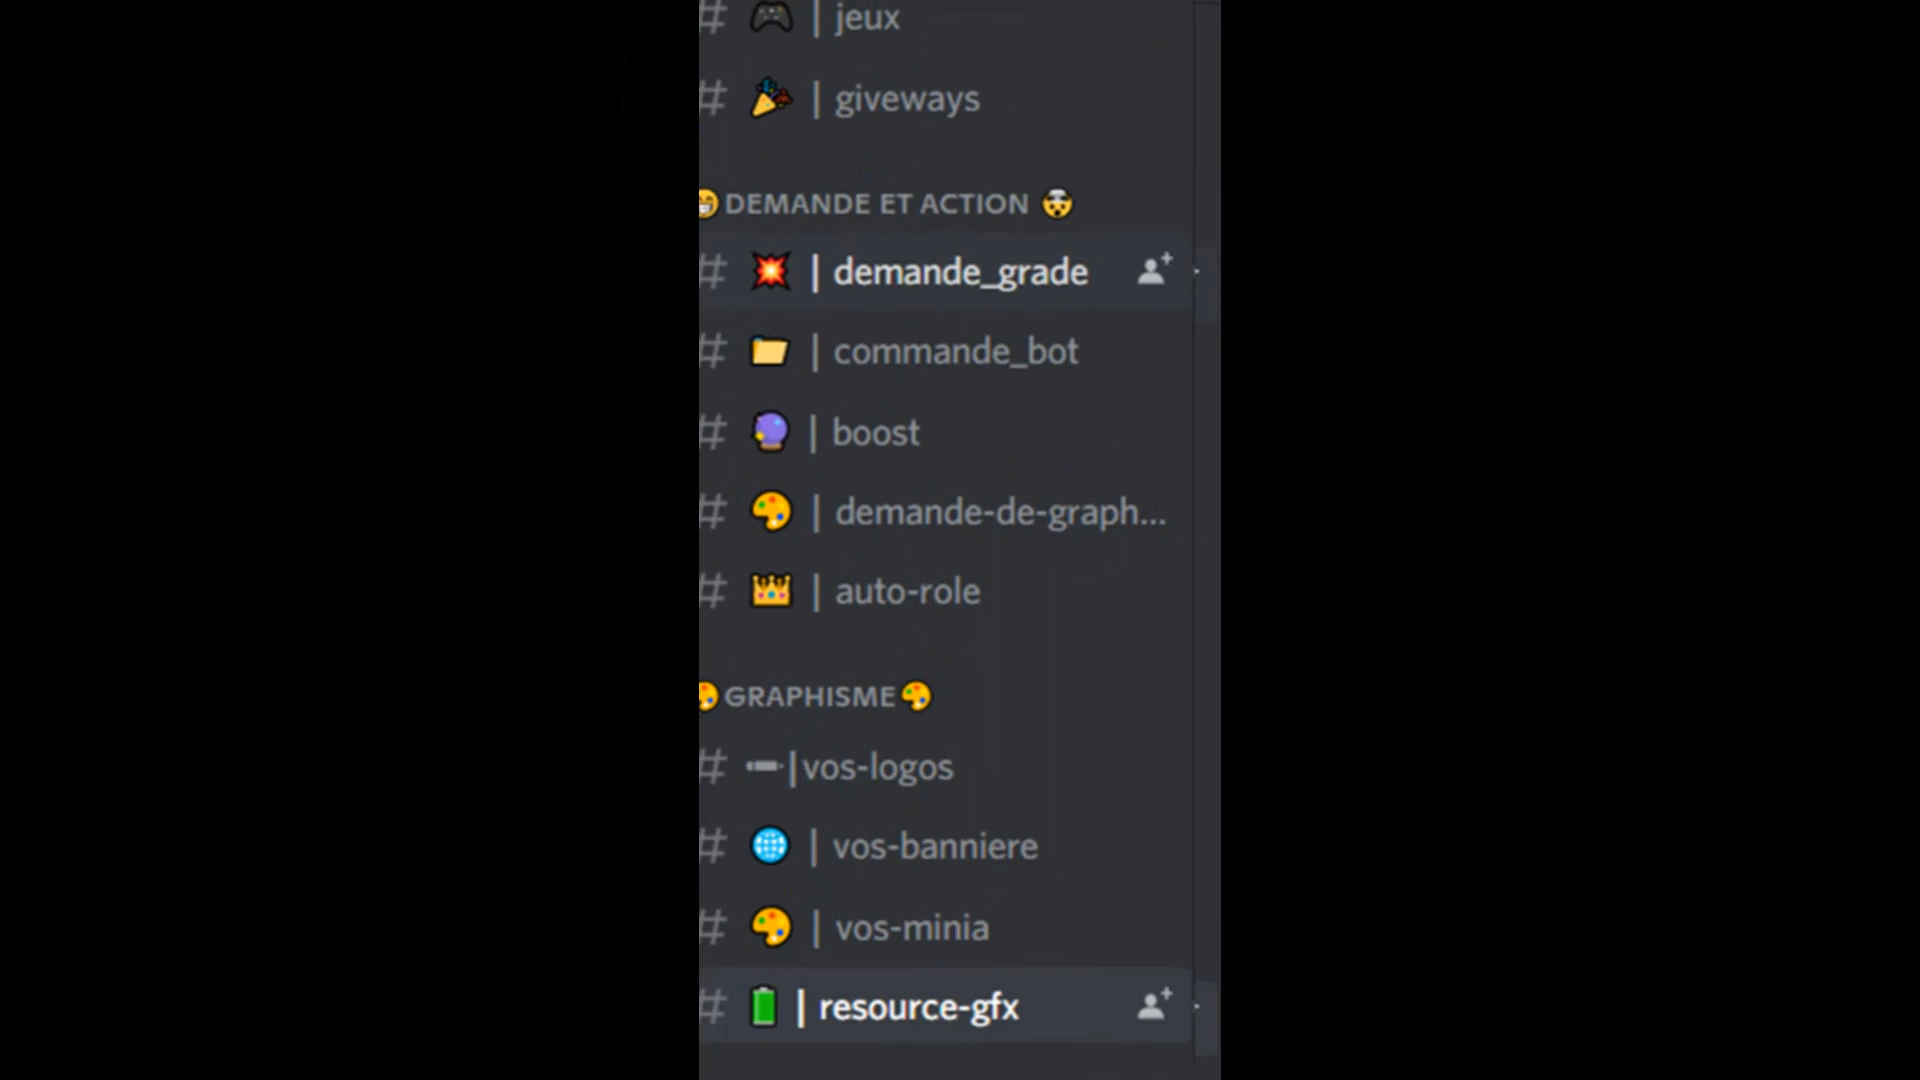 # 🎮 | jeux
# 🎉 | giveways
😁 DEMANDE ET ACTION 🤯
# 💥 | demande_grade
# 📁 | commande_bot
# 🔮 | boost
# 🎨 | demande-de-graph...
# 👑 | auto-role
🎨 GRAPHISME 🎨
# |vos-logos
# 🌐 | vos-banniere
# 🎨 | vos-minia
# 🔋 | resource-gfx